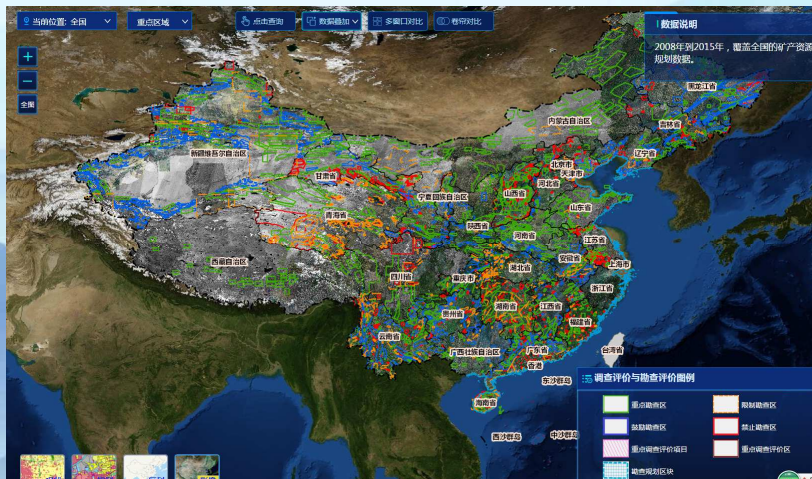 当前位置: 全国
重点区域
点击查询
数据叠加
多窗口对比
卷帘对比
数据说明
2008年到2015年，覆盖全国的矿产资源
规划数据。
全图
黑龙江省
吉林省
内蒙古自治区
辽宁省
新疆维吾尔自治区
北京市
天津市
甘肃省
河北省
宁夏回族自治区
山西省
山东省
青海省
陕西省
河南省
江苏省
西藏自治区
安徽省
上海市
四川省
湖北省
重庆市
浙江省
贵州省
湖南省
江西省
云南省
福建省
广西壮族自治区
广东省
台湾省
香港
东沙群岛
海南省
西沙群岛
中沙群岛
调查评价与勘查评价图例
重点勘查区
限制勘查区
鼓励勘查区
禁止勘查区
重点调查评价项目
重点调查评价区
勘查规划区块